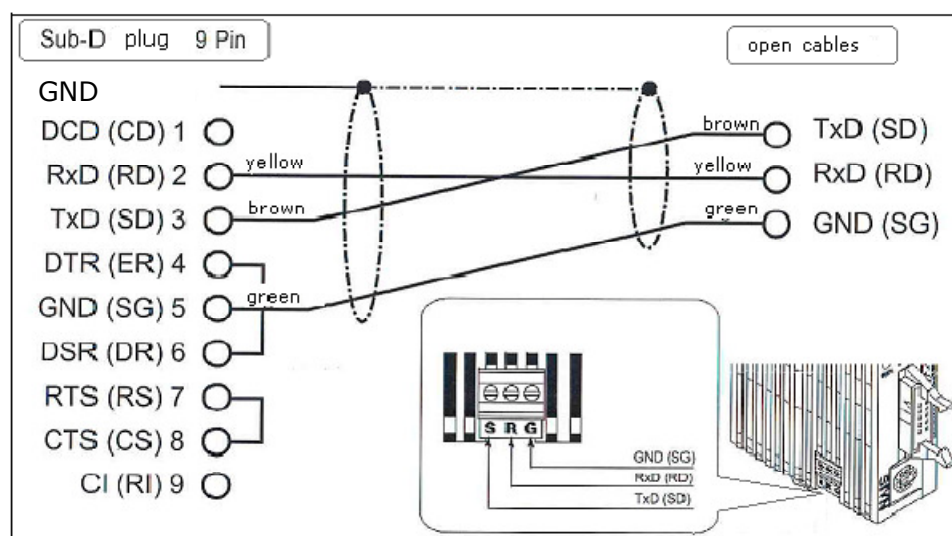 Sub-D plug 9 Pin
open cables
GND
DCD (CD) 1
brown
TxD (SD)
RxD (RD) 2
yellow
yellow
RxD (RD)
TxD (SD) 3
brown
green
GND (SG)
DTR (ER) 4
GND (SG) 5
green
DSR (DR) 6
RTS (RS) 7
CTS (CS) 8
CI (RI) 9
S R G
GND (SG)
RxD (RD)
TxD (SD)